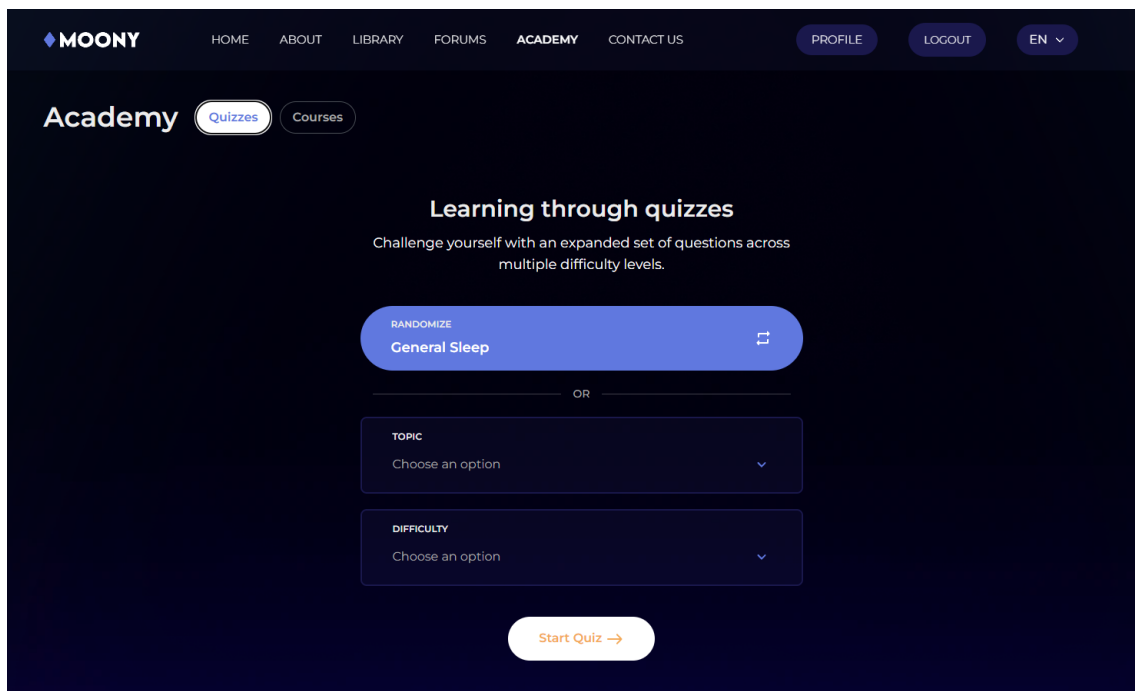 MOONY
HOME ABOUT LIBRARY FORUMS ACADEMY CONTACT US PROFILE LOGOUT EN
Academy Quizzes Courses
Learning through quizzes
Challenge yourself with an expanded set of questions across
multiple difficulty levels.
RANDOMIZE
General Sleep
OR
TOPIC
Choose an option
DIFFICULTY
Choose an option
Start Quiz →